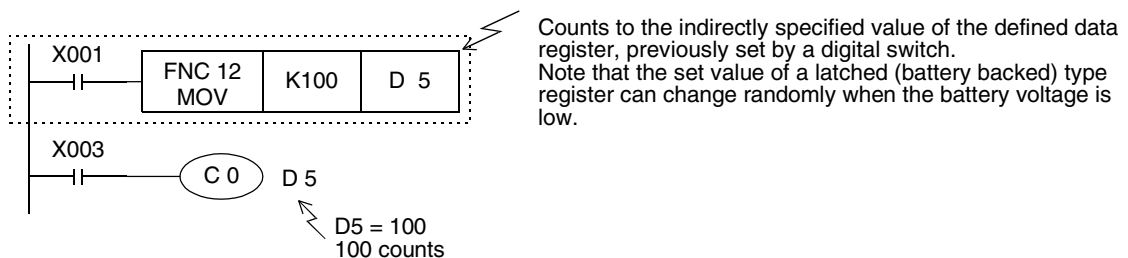 Counts to the indirectly specified value of the defined data
register, previously set by a digital switch.
Note that the set value of a latched (battery backed) type
register can change randomly when the battery voltage is
low.
X001
FNC 12
MOV
K100
D 5
X003
C 0
D 5
D5 = 100
100 counts